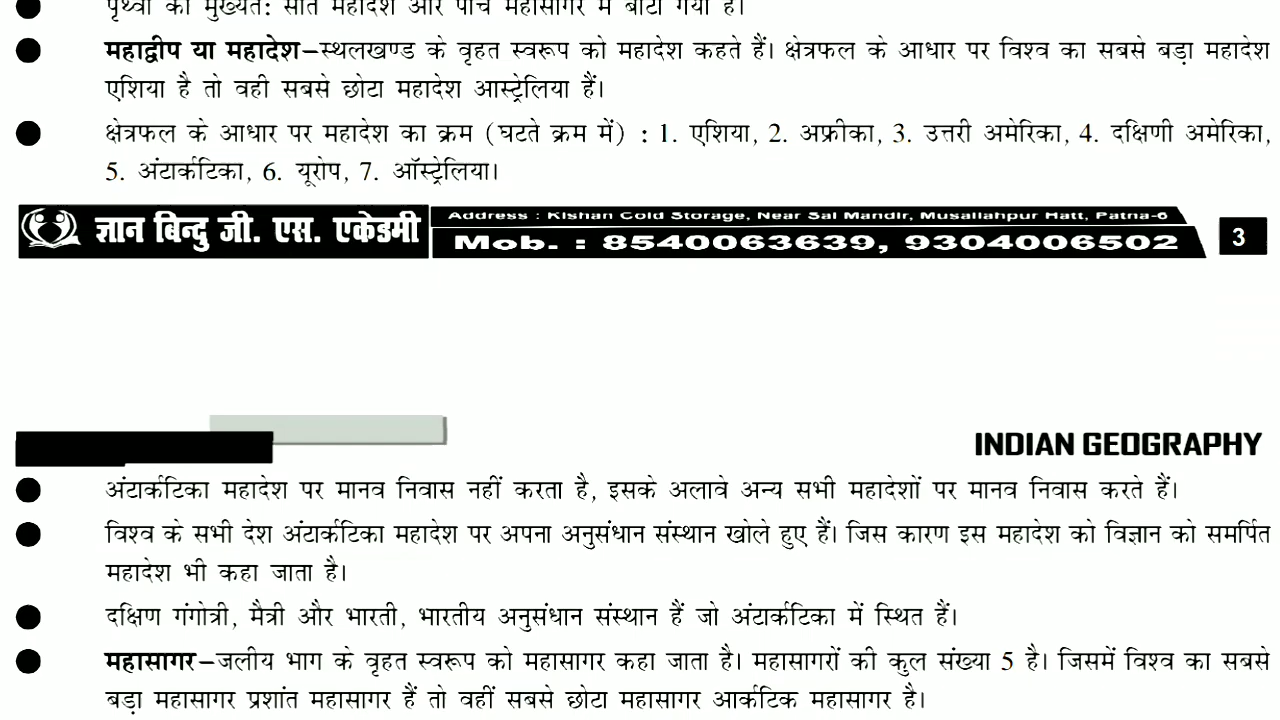 पृथ्वी को मुख्यत: सात महादेश और पाँच महासागर में बाँटा गया है।
महाद्वीप या महादेश–स्थलखण्ड के वृहत स्वरूप को महादेश कहते हैं। क्षेत्रफल के आधार पर विश्व का सबसे बड़ा महादेश
एशिया है तो वही सबसे छोटा महादेश आस्ट्रेलिया हैं।
क्षेत्रफल के आधार पर महादेश का क्रम (घटते क्रम में) : 1. एशिया, 2. अफ्रीका, 3. उत्तरी अमेरिका, 4. दक्षिणी अमेरिका,
5. अंटार्कटिका, 6. यूरोप, 7. ऑस्ट्रेलिया।
ज्ञान बिन्दु जी. एस. एकेडमी
Address : Kishan Cold Storage, Near Sai Mandir, Musallahpur Hatt, Patna-6
Mob. : 8540063639, 9304006502
3
INDIAN GEOGRAPHY
अंटार्कटिका महादेश पर मानव निवास नहीं करता है, इसके अलावे अन्य सभी महादेशों पर मानव निवास करते हैं।
विश्व के सभी देश अंटार्कटिका महादेश पर अपना अनुसंधान संस्थान खोले हुए हैं। जिस कारण इस महादेश को विज्ञान को समर्पित
महादेश भी कहा जाता है।
दक्षिण गंगोत्री, मैत्री और भारती, भारतीय अनुसंधान संस्थान हैं जो अंटार्कटिका में स्थित हैं।
महासागर–जलीय भाग के वृहत स्वरूप को महासागर कहा जाता है। महासागरों की कुल संख्या 5 है। जिसमें विश्व का सबसे
बड़ा महासागर प्रशांत महासागर हैं तो वहीं सबसे छोटा महासागर आर्कटिक महासागर है।